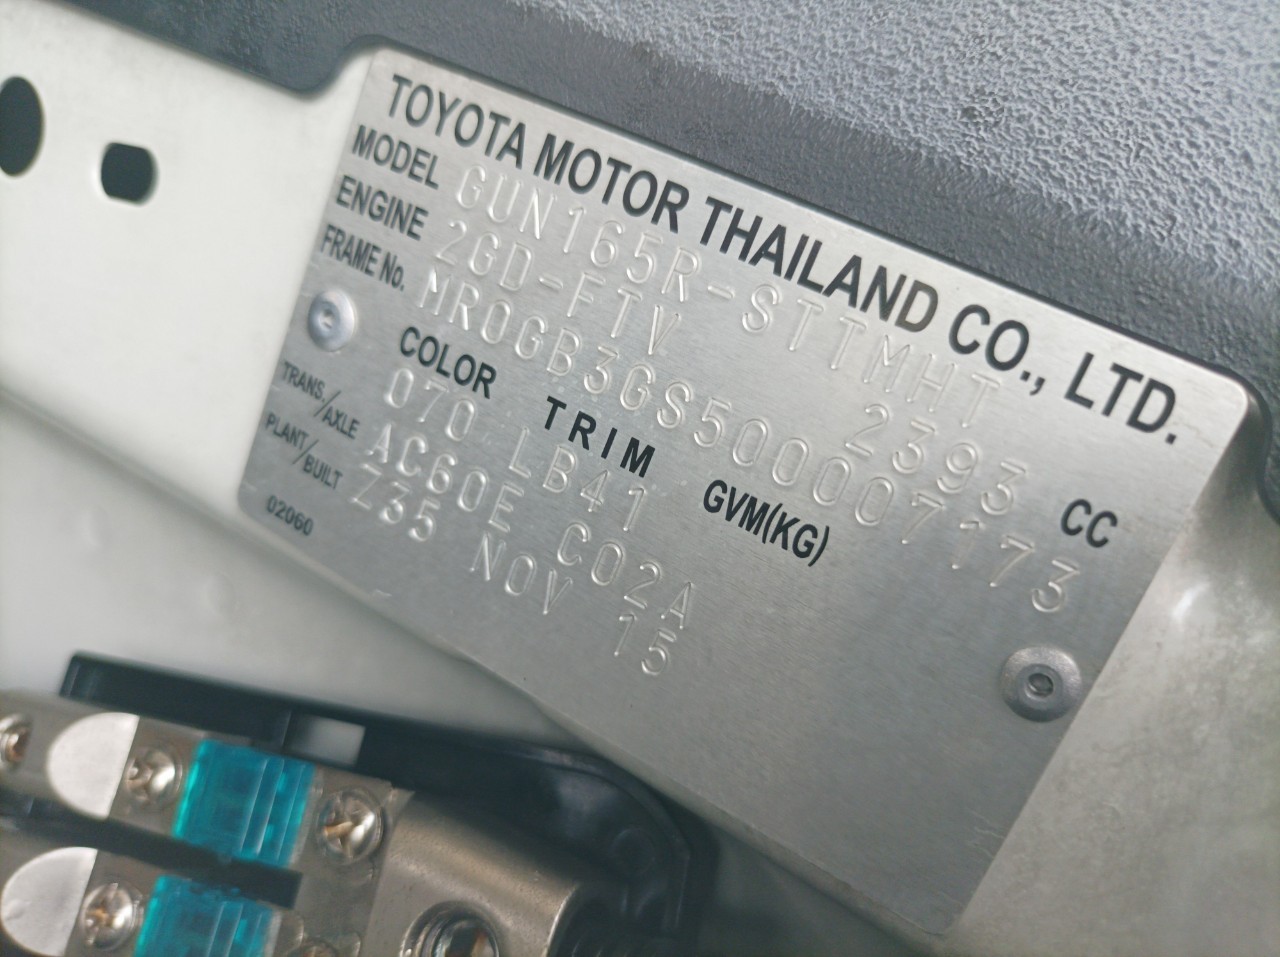 TOYOTA MOTOR THAILAND CO., LTD.
MODEL GUN165R-STTMHT
ENGINE 2GD-FTV 2393 CC
FRAME No. MR0GB3GS500007173
COLOR TRIM GVM(KG)
070 LB41
TRANS./AXLE AC60E C02A
PLANT/BUILT Z35 NOV 15
02060